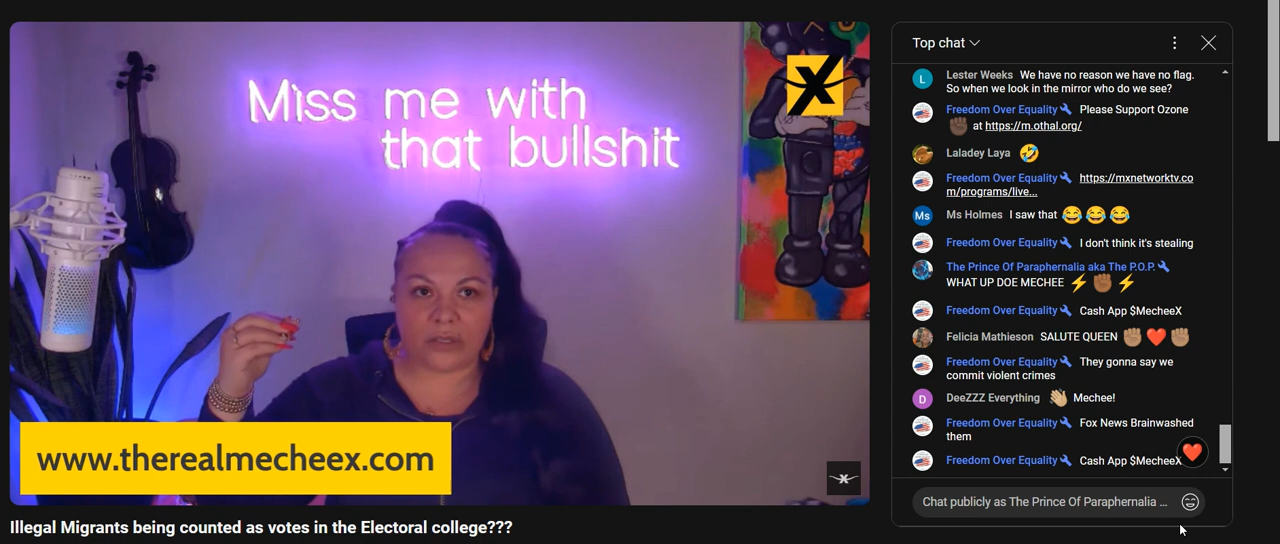 Miss me with
that bullshit
X
www.therealmecheex.com
Illegal Migrants being counted as votes in the Electoral college???
Top chat
L Lester Weeks We have no reason we have no flag.
So when we look in the mirror who do we see?
Freedom Over Equality Please Support Ozone
at https://m.othal.org/
Laladey Laya
Freedom Over Equality https://mxnetworktv.co
m/programs/live...
Ms Ms Holmes I saw that
Freedom Over Equality I don't think it's stealing
The Prince Of Paraphernalia aka The P.O.P.
WHAT UP DOE MECHEE
Freedom Over Equality Cash App $MecheeX
Felicia Mathieson SALUTE QUEEN
Freedom Over Equality They gonna say we
commit violent crimes
D DeeZZZ Everything Mechee!
Freedom Over Equality Fox News Brainwashed
them
Freedom Over Equality Cash App $MecheeX
Chat publicly as The Prince Of Paraphernalia ...